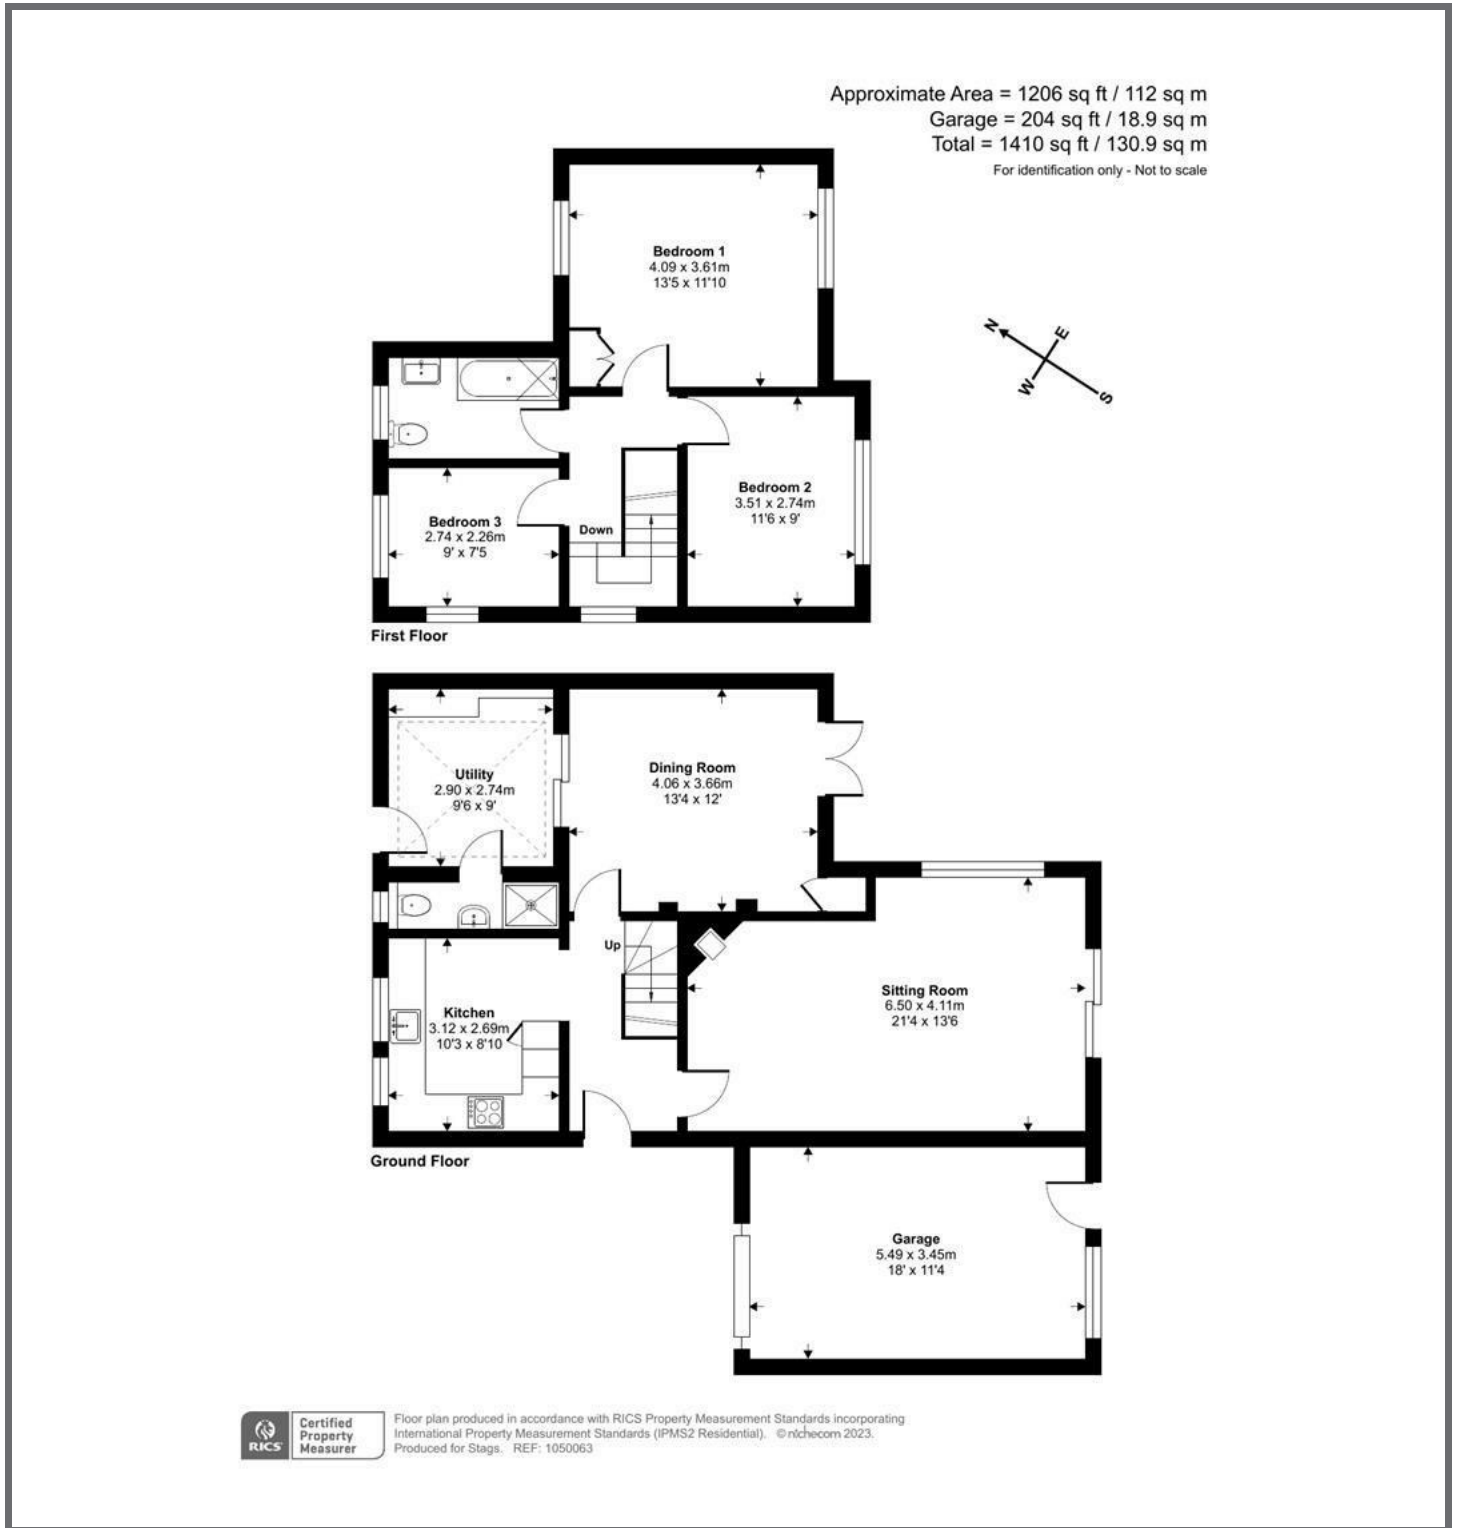 Approximate Area = 1206 sq ft / 112 sq m
Garage = 204 sq ft / 18.9 sq m
Total = 1410 sq ft / 130.9 sq m
For identification only - Not to scale
Bedroom 1
4.09 x 3.61m
13'5 x 11'10
N
E
W
S
Bedroom 2
3.51 x 2.74m
11'6 x 9'
Bedroom 3
2.74 x 2.26m
9' x 7'5
Down
First Floor
Utility
2.90 x 2.74m
9'6 x 9'
Dining Room
4.06 x 3.66m
13'4 x 12'
Up
Sitting Room
6.50 x 4.11m
21'4 x 13'6
Kitchen
3.12 x 2.69m
10'3 x 8'10
Ground Floor
Garage
5.49 x 3.45m
18' x 11'4
RICS
Certified
Property
Measurer
Floor plan produced in accordance with RICS Property Measurement Standards incorporating
International Property Measurement Standards (IPMS2 Residential). © nichecom 2023.
Produced for Stags. REF: 1050063